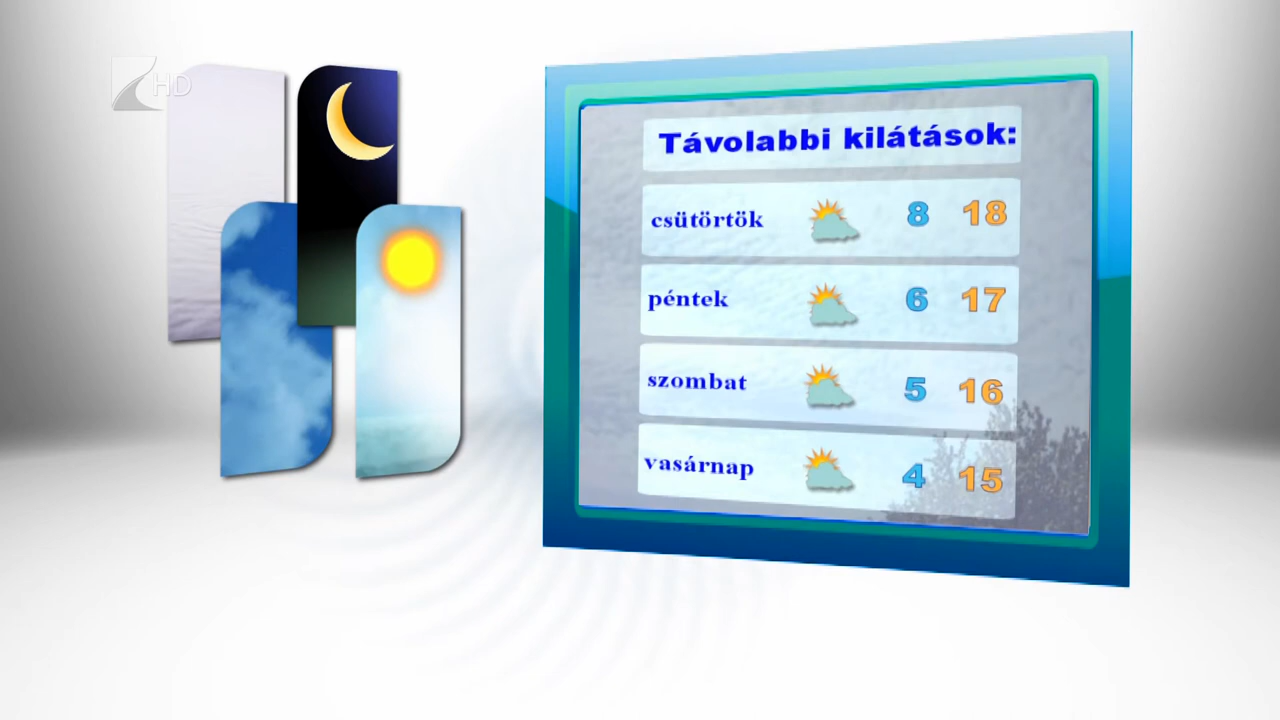 HD
Távolabbi kilátások:
csütörtök 8 18
péntek 6 17
szombat 5 16
vasárnap 4 15